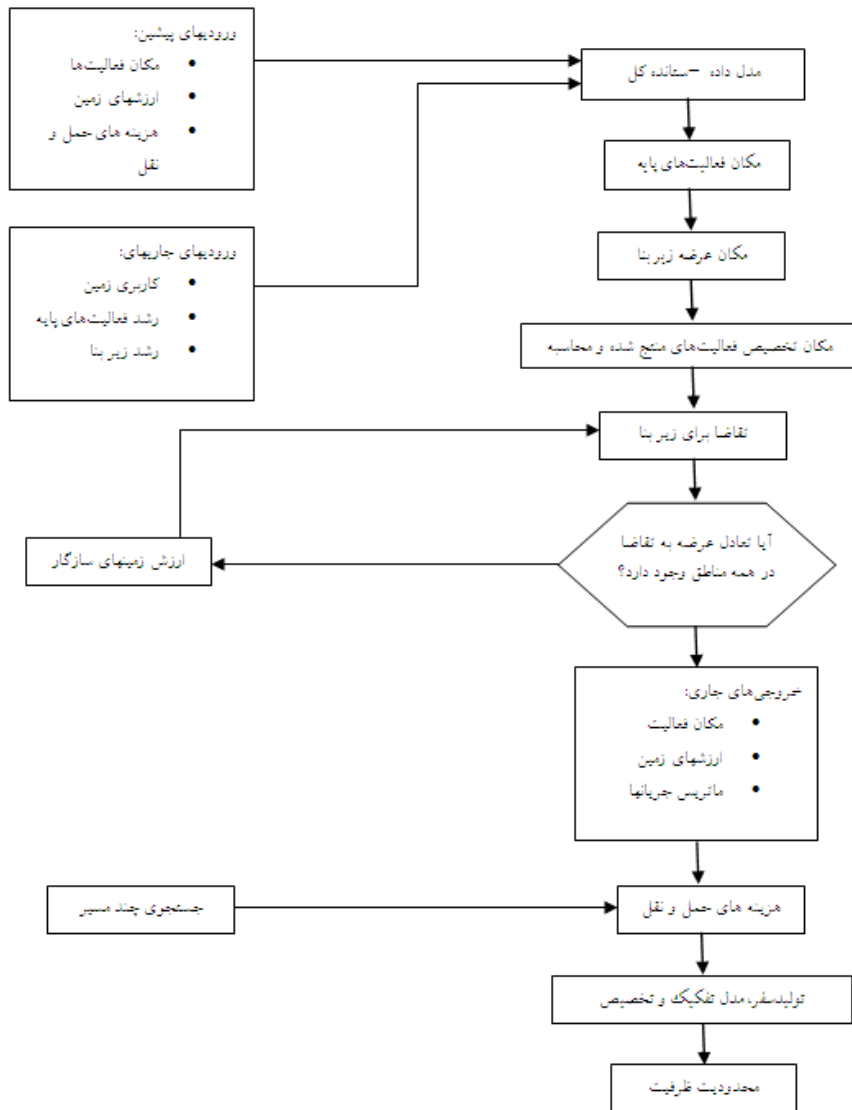 ورودیهای پیشین:
• مکان فعالیت‌ها
• ارزشهای زمین
• هزینه های حمل و
نقل
مدل داده –ستانده کل
مکان فعالیت‌های پایه
ورودیهای جاریهای:
• کاربری زمین
• رشد فعالیت‌های پایه
• رشد زیر بنا
مکان عرضه زیر بنا
مکان تخصیص فعالیت‌های منتج شده و محاسبه
تقاضا برای زیر بنا
آیا تعادل عرضه به تقاضا
در همه مناطق وجود دارد؟
ارزش زمینهای سازگار
خروجی‌های جاری:
• مکان فعالیت
• ارزشهای زمین
• ماتریس جریانها
جستجوی چند مسیر
هزینه های حمل و نقل
تولیدسفر، مدل تفکیک و تخصیص
محدودیت ظرفیت